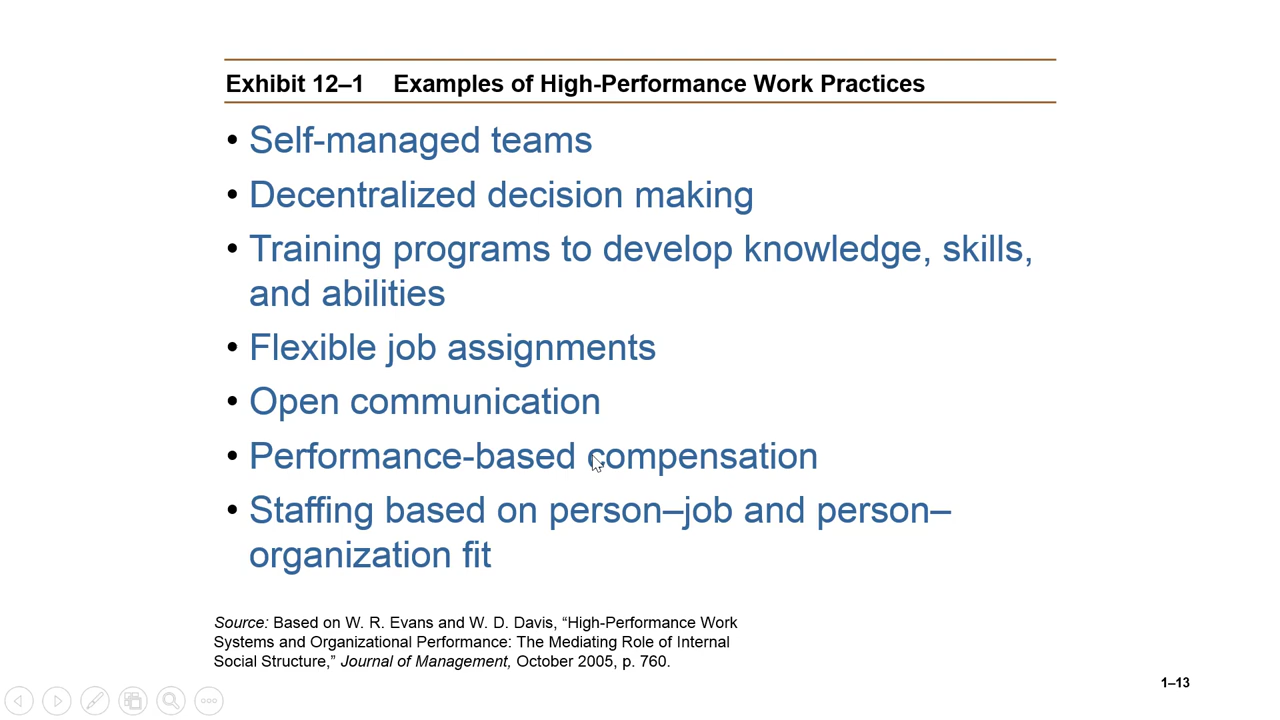 Exhibit 12–1 Examples of High-Performance Work Practices
• Self-managed teams
• Decentralized decision making
• Training programs to develop knowledge, skills,
and abilities
• Flexible job assignments
• Open communication
• Performance-based compensation
• Staffing based on person–job and person–
organization fit
Source: Based on W. R. Evans and W. D. Davis, “High-Performance Work
Systems and Organizational Performance: The Mediating Role of Internal
Social Structure,” Journal of Management, October 2005, p. 760.
1–13